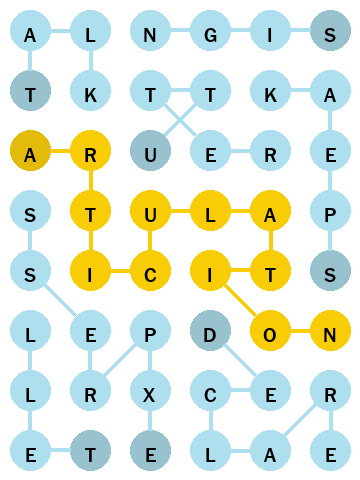 A L N G I S
T K T T K A
A R U E R E
S T U L A P
S I C I T S
L E P D O N
L R X C E R
E T E L A E